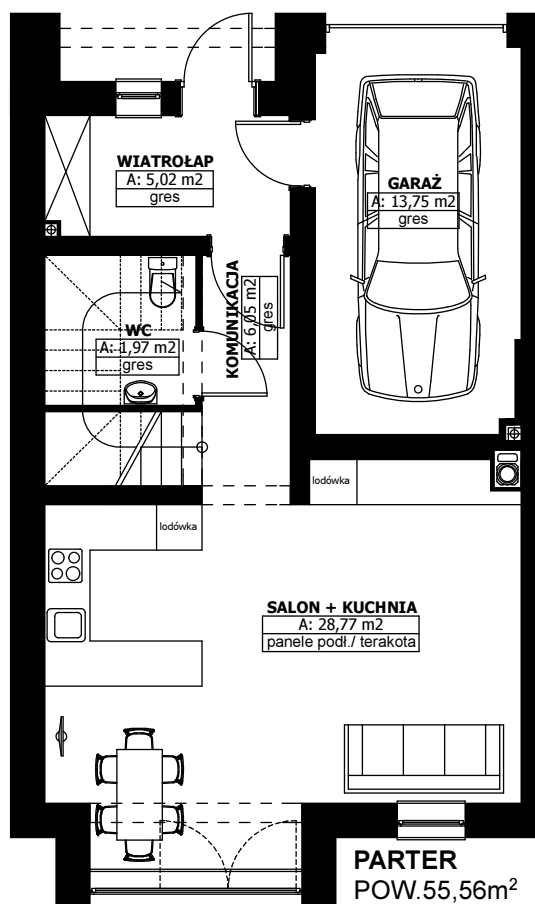 WIATROŁAP
A: 5,02 m2
gres
GARAŻ
A: 13,75 m2
gres
KOMUNIKACJA
A: 6,05 m2
gres
WC
A: 1,97 m2
gres
lodówka
lodówka
SALON + KUCHNIA
A: 28,77 m2
panele podł./ terakota
PARTER
POW.55,56m²